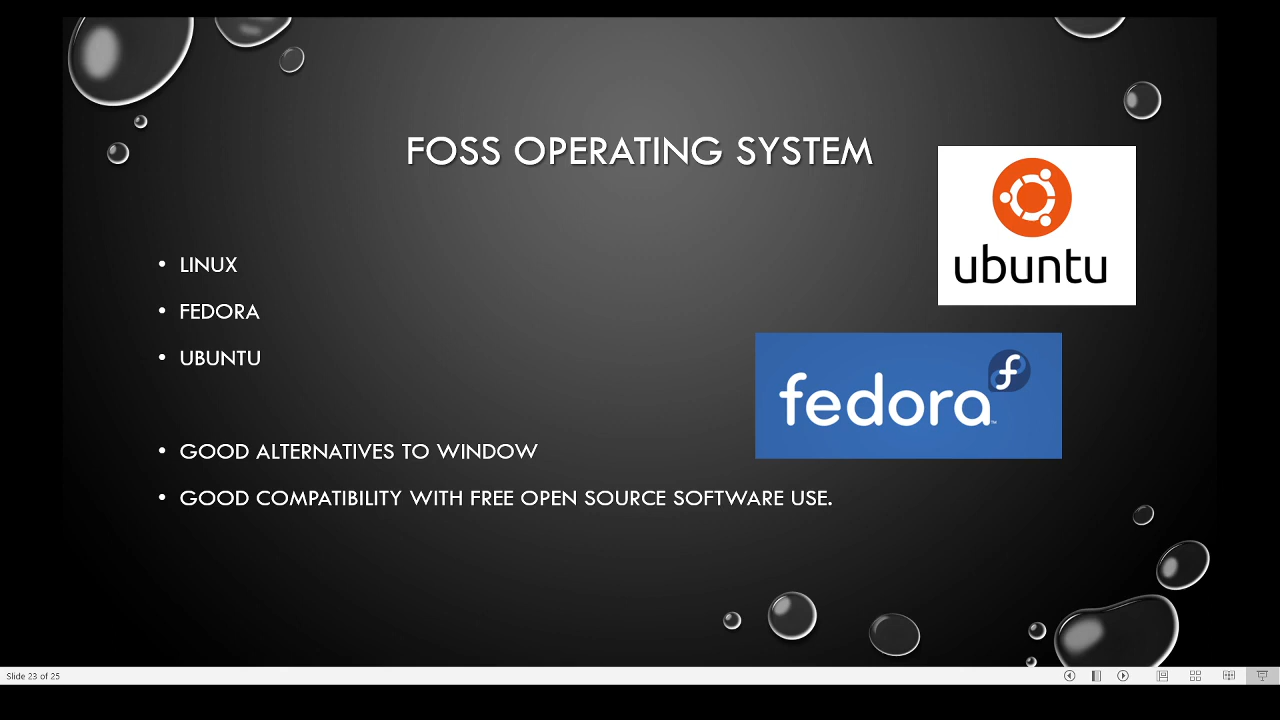 FOSS OPERATING SYSTEM
ubuntu
• LINUX
• FEDORA
• UBUNTU
fedora™
• GOOD ALTERNATIVES TO WINDOW
• GOOD COMPATIBILITY WITH FREE OPEN SOURCE SOFTWARE USE.
Slide 23 of 25